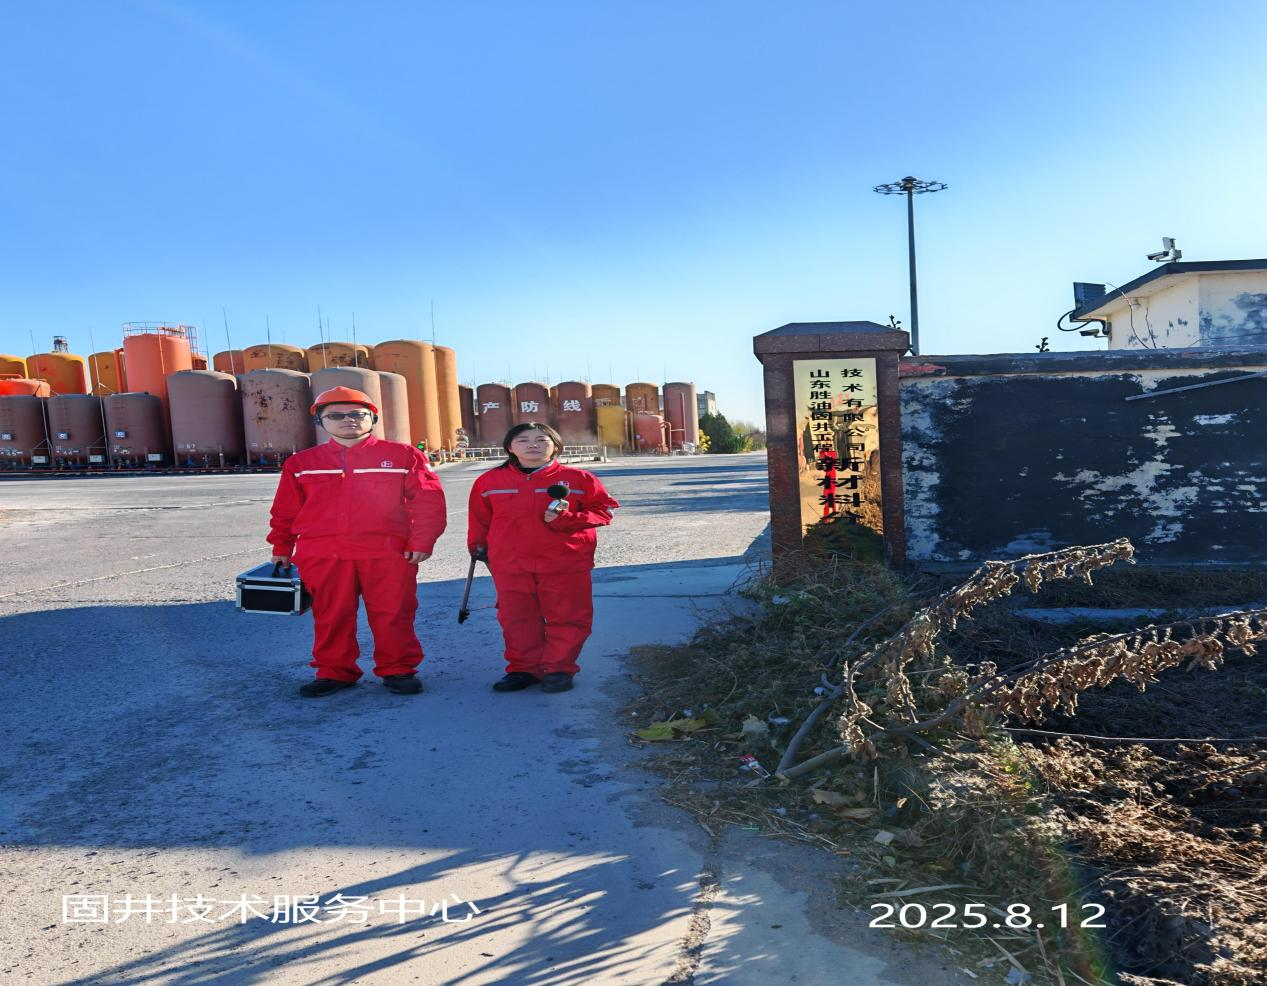 产防线
技术有限公司
山东胜油固井工程
新材料分
固井技术服务中心
2025.8.12